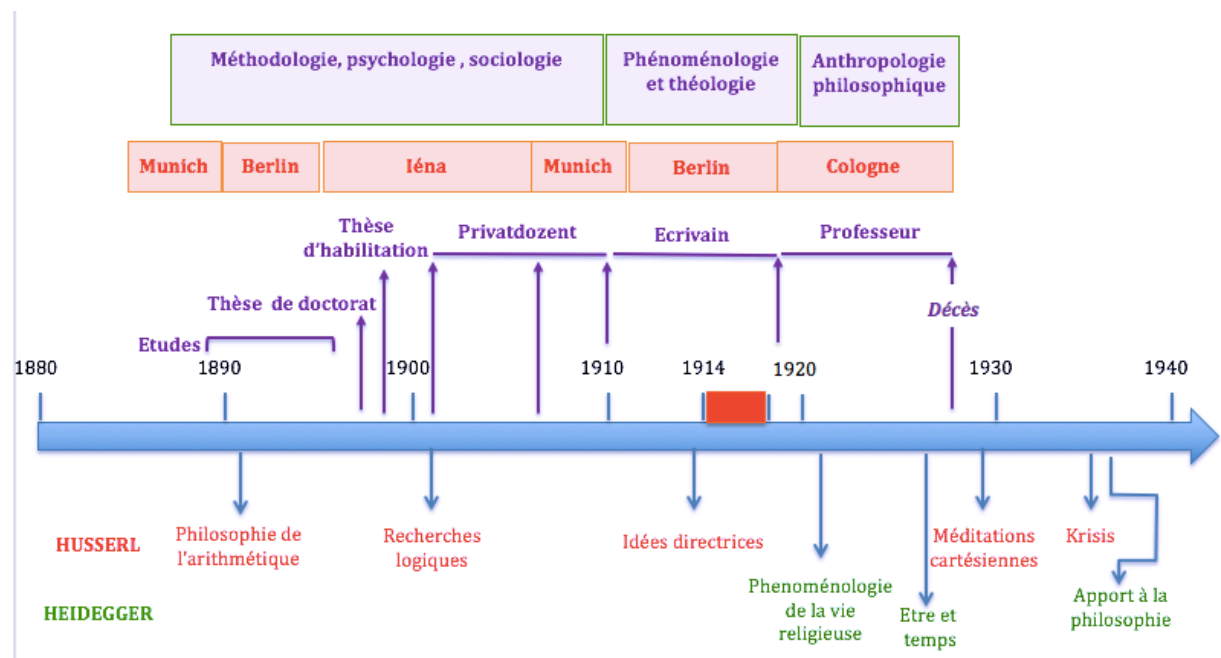 Méthodologie, psychologie , sociologie
Phénoménologie
et théologie
Anthropologie
philosophique
Munich
Berlin
Iéna
Munich
Berlin
Cologne
Thèse
d'habilitation
Privatdozent
Ecrivain
Professeur
Thèse de doctorat
Décès
Etudes
1880
1890
1900
1910
1914
1920
1930
1940
HUSSERL
Philosophie de
l'arithmétique
Recherches
logiques
Idées directrices
Méditations
cartésiennes
Krisis
HEIDEGGER
Phenoménologie
de la vie
religieuse
Etre et
temps
Apport à la
philosophie